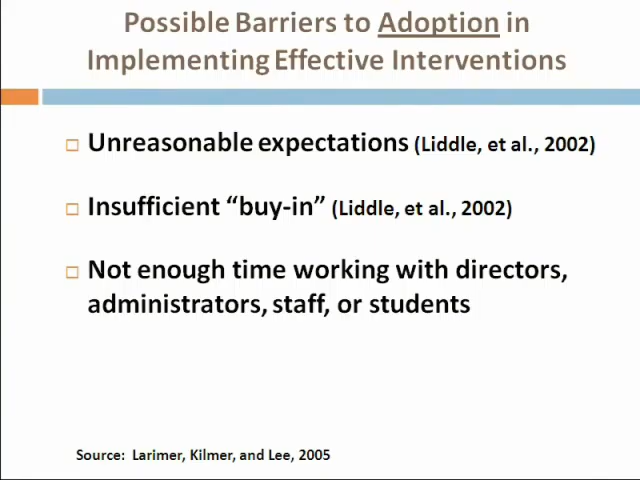 Possible Barriers to Adoption in
Implementing Effective Interventions
Unreasonable expectations (Liddle, et al., 2002)
Insufficient “buy-in” (Liddle, et al., 2002)
Not enough time working with directors,
administrators, staff, or students
Source: Larimer, Kilmer, and Lee, 2005